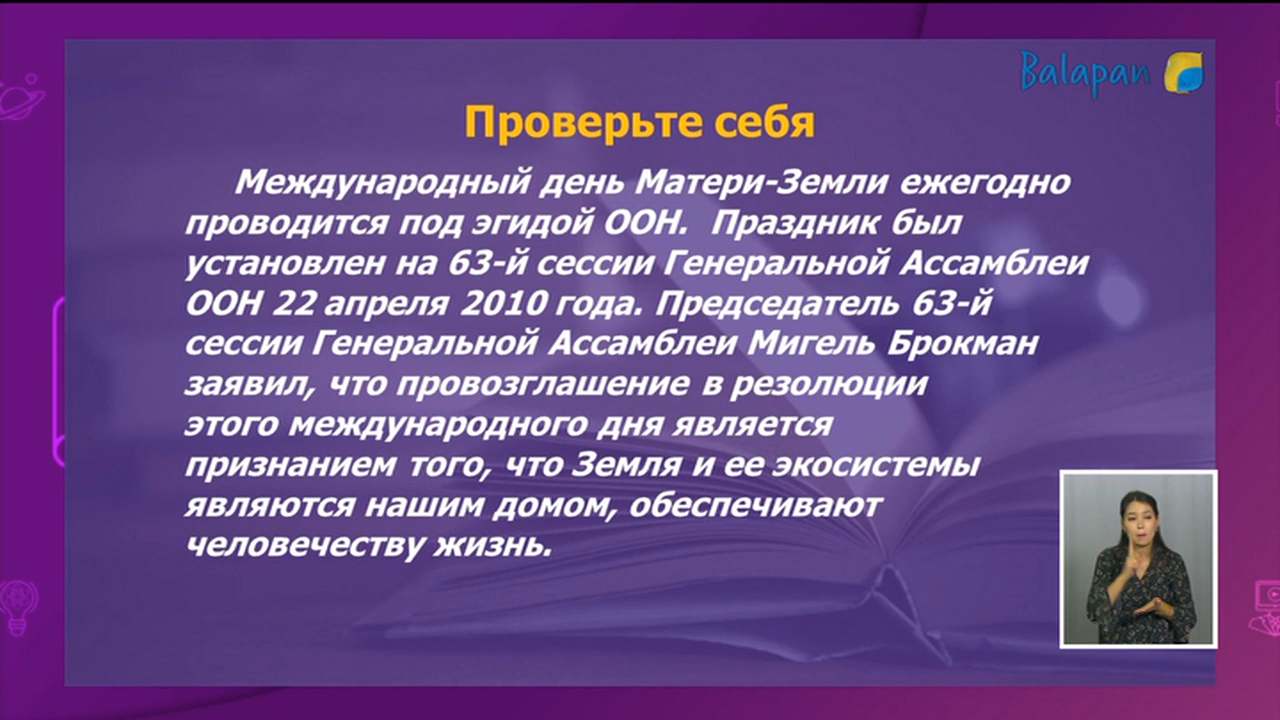 Balapan
Проверьте себя
Международный день Матери-Земли ежегодно
проводится под эгидой ООН. Праздник был
установлен на 63-й сессии Генеральной Ассамблеи
ООН 22 апреля 2010 года. Председатель 63-й
сессии Генеральной Ассамблеи Мигель Брокман
заявил, что провозглашение в резолюции
этого международного дня является
признанием того, что Земля и ее экосистемы
являются нашим домом, обеспечивают
человечеству жизнь.